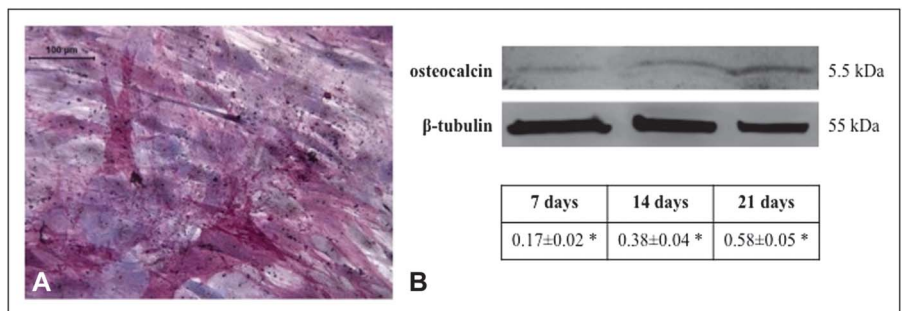 100 µm
A
osteocalcin 5.5 kDa
β-tubulin 55 kDa
7 days 14 days 21 days
0.17±0.02 * 0.38±0.04 * 0.58±0.05 *
B